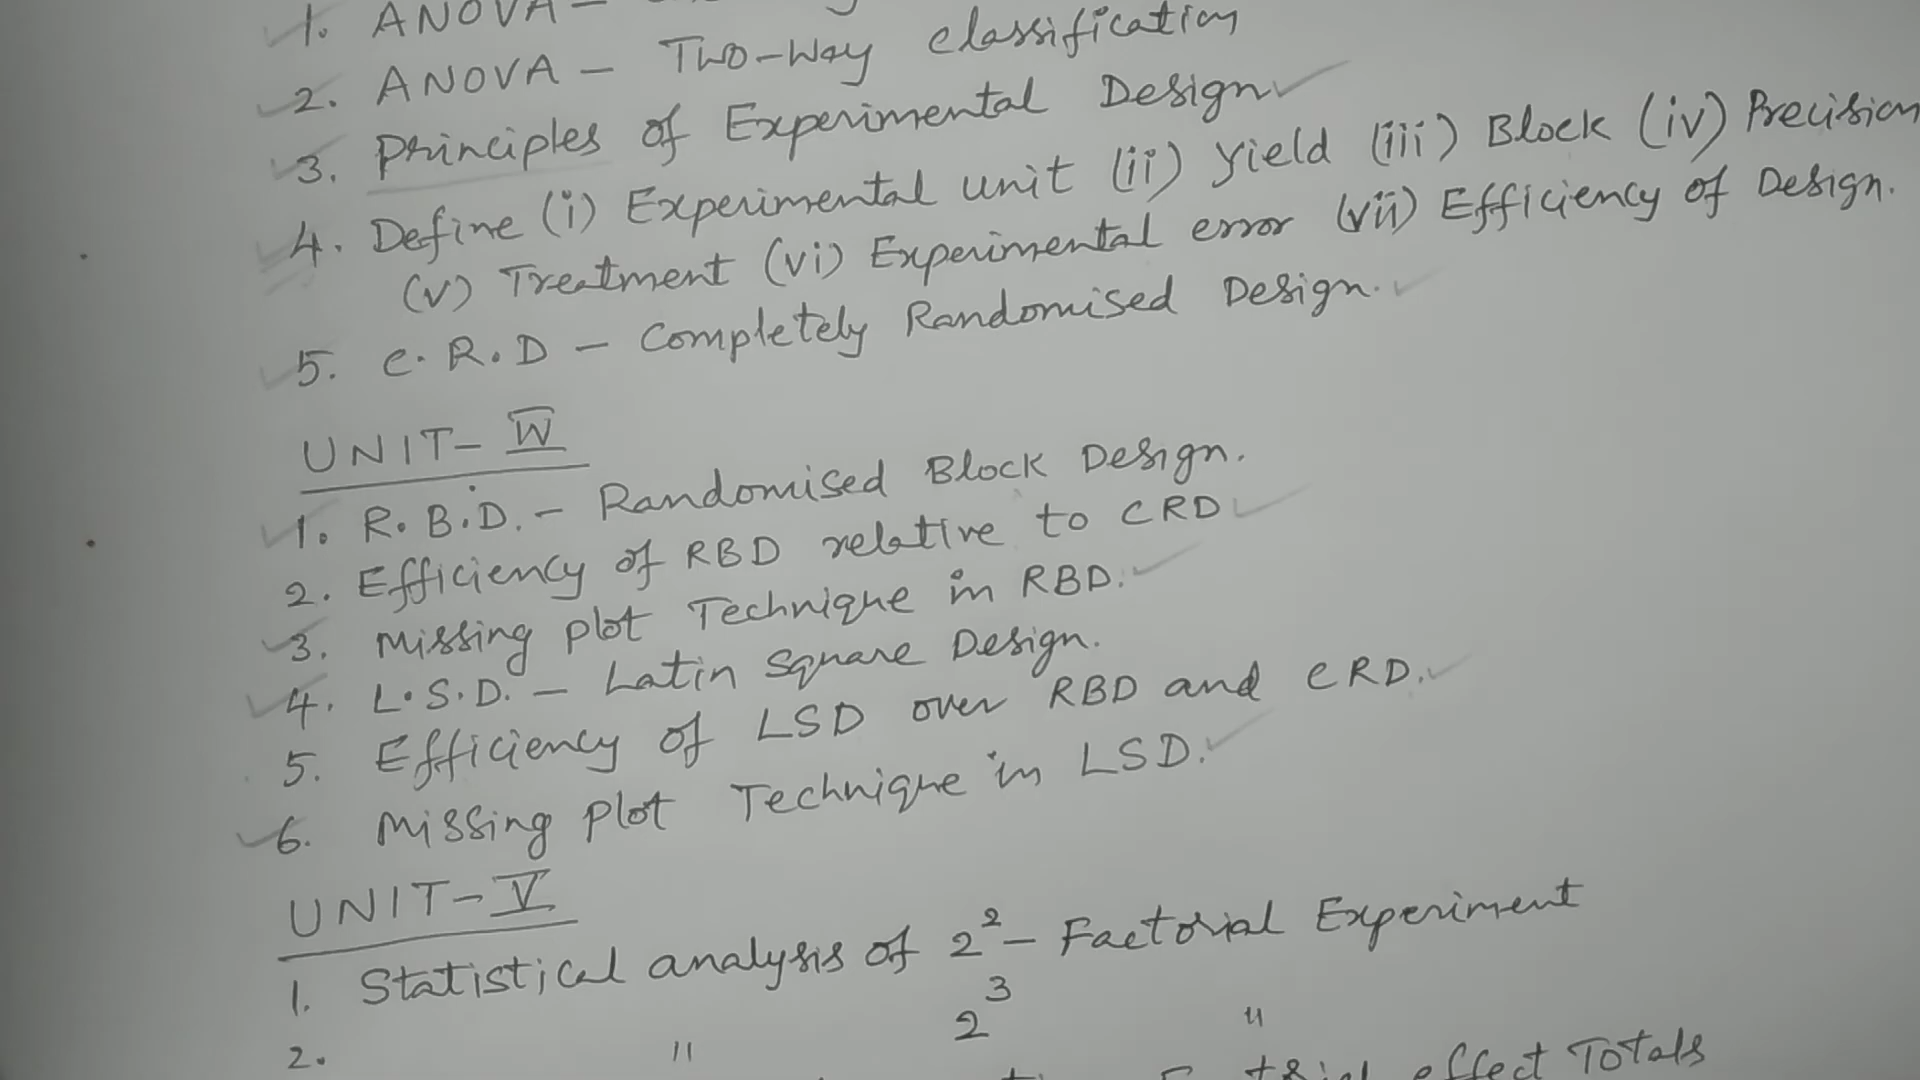 1. ANOVA -
2. ANOVA - Two-Way classification
3. Principles of Experimental Design
4. Define (i) Experimental unit (ii) Yield (iii) Block (iv) Precision
(v) Treatment (vi) Experimental error (vii) Efficiency of Design.
5. C.R.D - Completely Randomised Design.
UNIT-IV
1. R.B.D. - Randomised Block Design.
2. Efficiency of RBD relative to CRD
3. Missing plot Technique in RBD.
4. L.S.D. - Latin Square Design.
5. Efficiency of LSD over RBD and CRD.
6. Missing Plot Technique in LSD.
UNIT-V
1. Statistical analysis of 2² - Factorial Experiment
2. " 2³ "
effect Totals